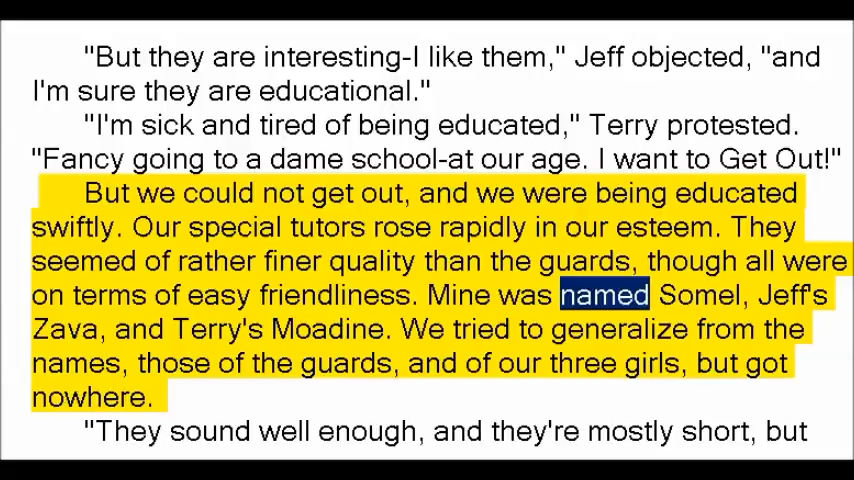 "But they are interesting-I like them," Jeff objected, "and
I'm sure they are educational."
"I'm sick and tired of being educated," Terry protested.
"Fancy going to a dame school-at our age. I want to Get Out!"
But we could not get out, and we were being educated
swiftly. Our special tutors rose rapidly in our esteem. They
seemed of rather finer quality than the guards, though all were
on terms of easy friendliness. Mine was named Somel, Jeff's
Zava, and Terry's Moadine. We tried to generalize from the
names, those of the guards, and of our three girls, but got
nowhere.
"They sound well enough, and they're mostly short, but